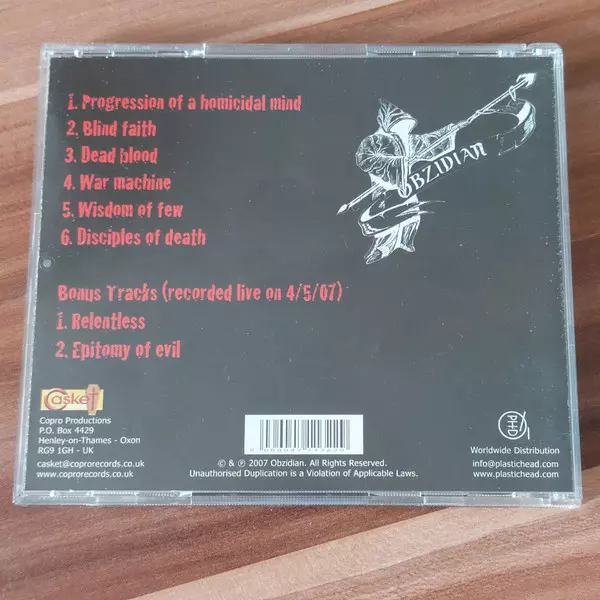 1. Progression of a homicidal mind
2. Blind faith
3. Dead blood
4. War machine
5. Wisdom of few
6. Disciples of death
OBZIDIAN
Bonus Tracks (recorded live on 4/5/07)
1. Relentless
2. Epitomy of evil
Casket
Copro Productions
P.O. Box 4429
Henley-on-Thames - Oxon
RG9 1GH - UK
casket@coprorecords.co.uk
www.coprorecords.co.uk
© & ℗ 2007 Obzidian. All Rights Reserved.
Unauthorised Duplication is a Violation of Applicable Laws.
PHD
Worldwide Distribution
info@plastichead.com
www.plastichead.com